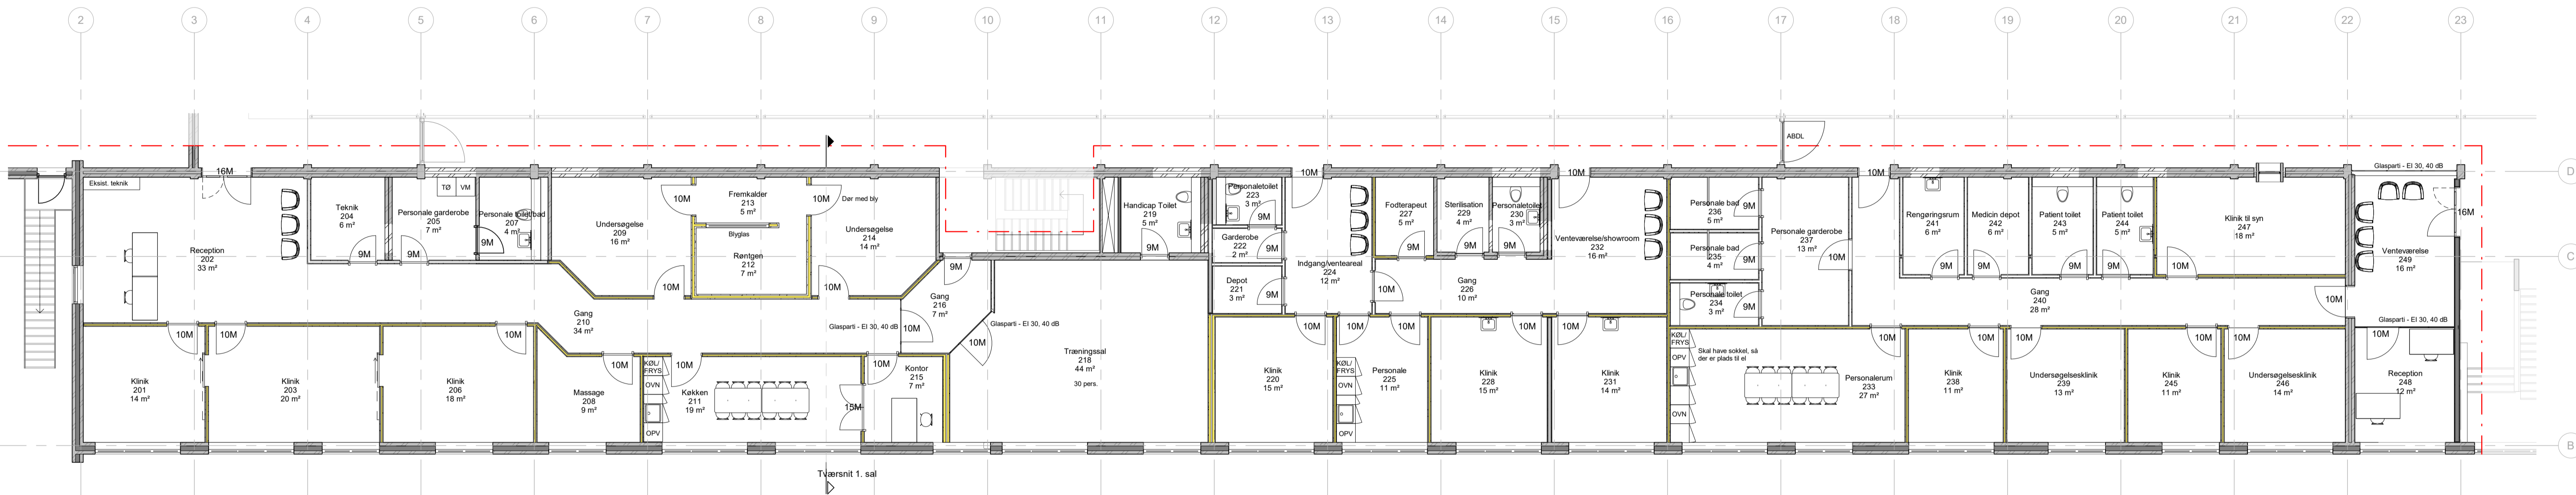 2 3 4 5 6 7 8 9 10 11 12 13 14 15 16 17 18 19 20 21 22 23
D
C
B
ABDL
16M
Eksist. teknik
Reception
202
33 m²
Teknik
204
6 m²
9M
Personale garderobe
205
7 m²
9M
TØ
VM
Personale toilet/bad
207
4 m²
9M
Undersøgelse
209
16 m²
10M
10M
Fremkalder
213
5 m²
Blyglas
Røntgen
212
7 m²
10M
Dør med bly
Undersøgelse
214
14 m²
10M
9M
Gang
216
7 m²
10M
10M
Glasparti - EI 30, 40 dB
Glasparti - EI 30, 40 dB
Gang
210
34 m²
10M
Klinik
201
14 m²
10M
Klinik
203
20 m²
10M
Klinik
206
18 m²
10M
Massage
208
9 m²
KØL/
FRYS
OVN
OPV
10M
Køkken
211
19 m²
15M
10M
Kontor
215
7 m²
Træningssal
218
44 m²
30 pers.
Handicap Toilet
219
5 m²
9M
Personaletoilet
223
3 m²
9M
Garderobe
222
2 m²
9M
Depot
221
3 m²
9M
10M
Indgang/venteareal
224
12 m²
10M
Klinik
220
15 m²
10M
10M
KØL/
FRYS
OVN
OPV
Personale
225
11 m²
10M
Fodterapeut
227
5 m²
9M
Sterilisation
229
4 m²
9M
Personaletoilet
230
3 m²
9M
Gang
226
10 m²
10M
Klinik
228
15 m²
10M
Venteværelse/showroom
232
16 m²
10M
Klinik
231
14 m²
Personale bad
236
5 m²
9M
Personale bad
235
4 m²
9M
Personale toilet
234
3 m²
9M
Personale garderobe
237
13 m²
10M
10M
KØL/
FRYS
OPV
OVN
Skal have sokkel, så
der er plads til el
Personalerum
233
27 m²
10M
Rengøringsrum
241
6 m²
9M
Medicin depot
242
6 m²
9M
Patient toilet
243
5 m²
9M
Patient toilet
244
5 m²
9M
Klinik til syn
247
18 m²
10M
Gang
240
28 m²
10M
Klinik
238
11 m²
10M
Undersøgelsesklinik
239
13 m²
10M
Klinik
245
11 m²
10M
Undersøgelsesklinik
246
14 m²
10M
Glasparti - EI 30, 40 dB
16M
Venteværelse
249
16 m²
Glasparti - EI 30, 40 dB
10M
Reception
248
12 m²
Tværsnit 1. sal